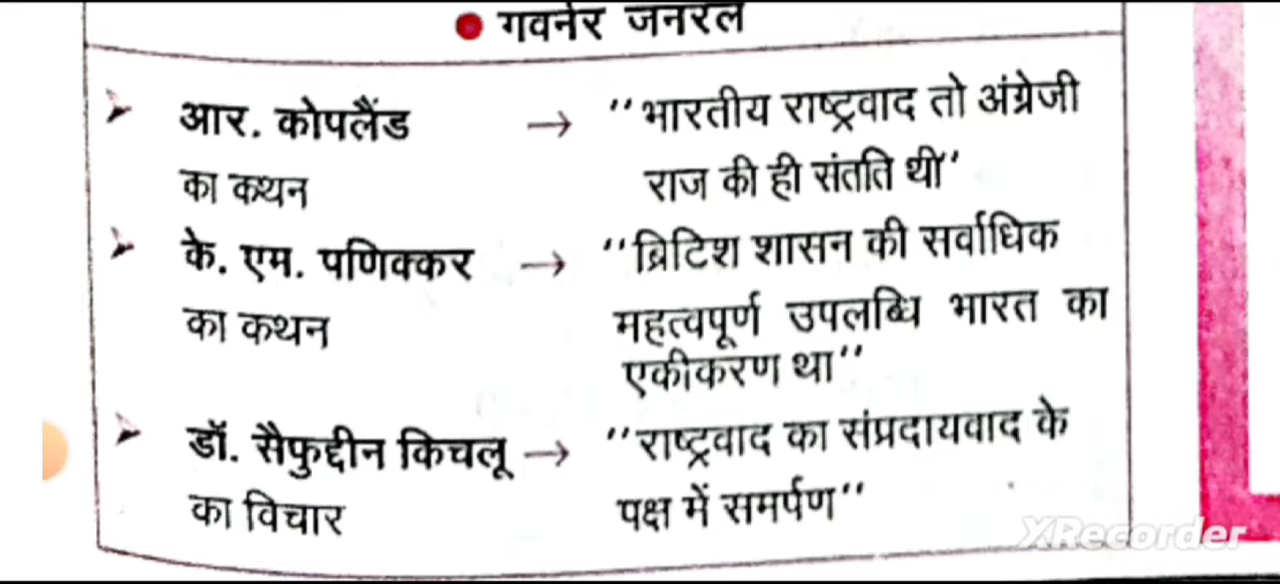 ● गवर्नर जनरल
➤ आर. कोपलैंड → ‘‘भारतीय राष्ट्रवाद तो अंग्रेजी
का कथन राज की ही संतति थी’’
➤ के. एम. पणिक्कर → ‘‘ब्रिटिश शासन की सर्वाधिक
का कथन महत्वपूर्ण उपलब्धि भारत का
एकीकरण था’’
➤ डॉ. सैफुद्दीन किचलू → ‘‘राष्ट्रवाद का संप्रदायवाद के
का विचार पक्ष में समर्पण’’
XRecorder